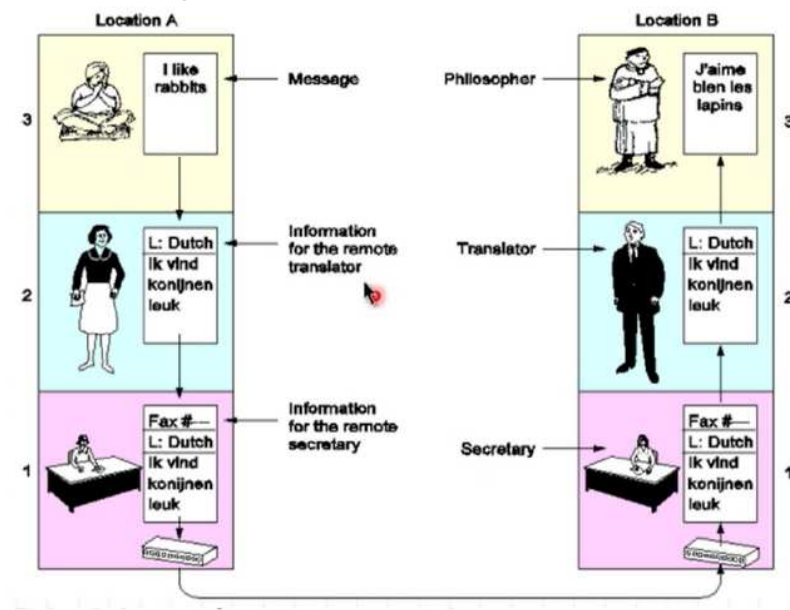 Location A
Location B
I like
rabbits
Message
Philosopher
J'aime
bien les
lapins
3
3
Information
for the remote
translator
L: Dutch
Ik vind
konijnen
leuk
Translator
L: Dutch
Ik vind
konijnen
leuk
2
2
Information
for the remote
secretary
Fax #---
L: Dutch
Ik vind
konijnen
leuk
Secretary
Fax #---
L: Dutch
Ik vind
konijnen
leuk
1
1